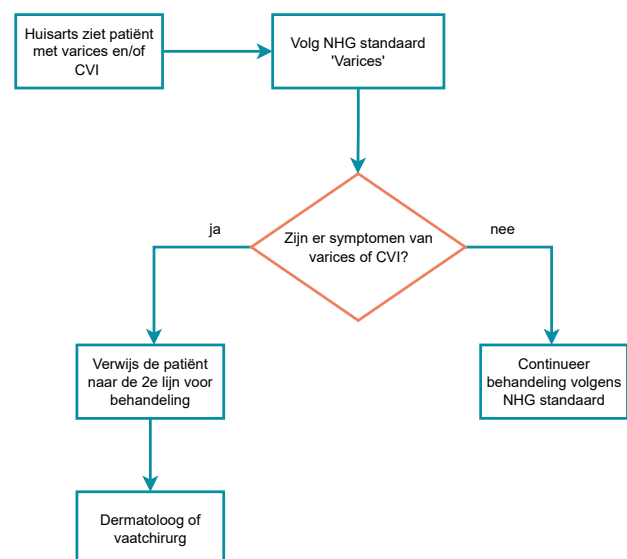 Huisarts ziet patiënt
met varices en/of
CVI
Volg NHG standaard
'Varices'
Zijn er symptomen van
varices of CVI?
ja
nee
Verwijs de patiënt
naar de 2e lijn voor
behandeling
Continueer
behandeling volgens
NHG standaard
Dermatoloog of
vaatchirurg